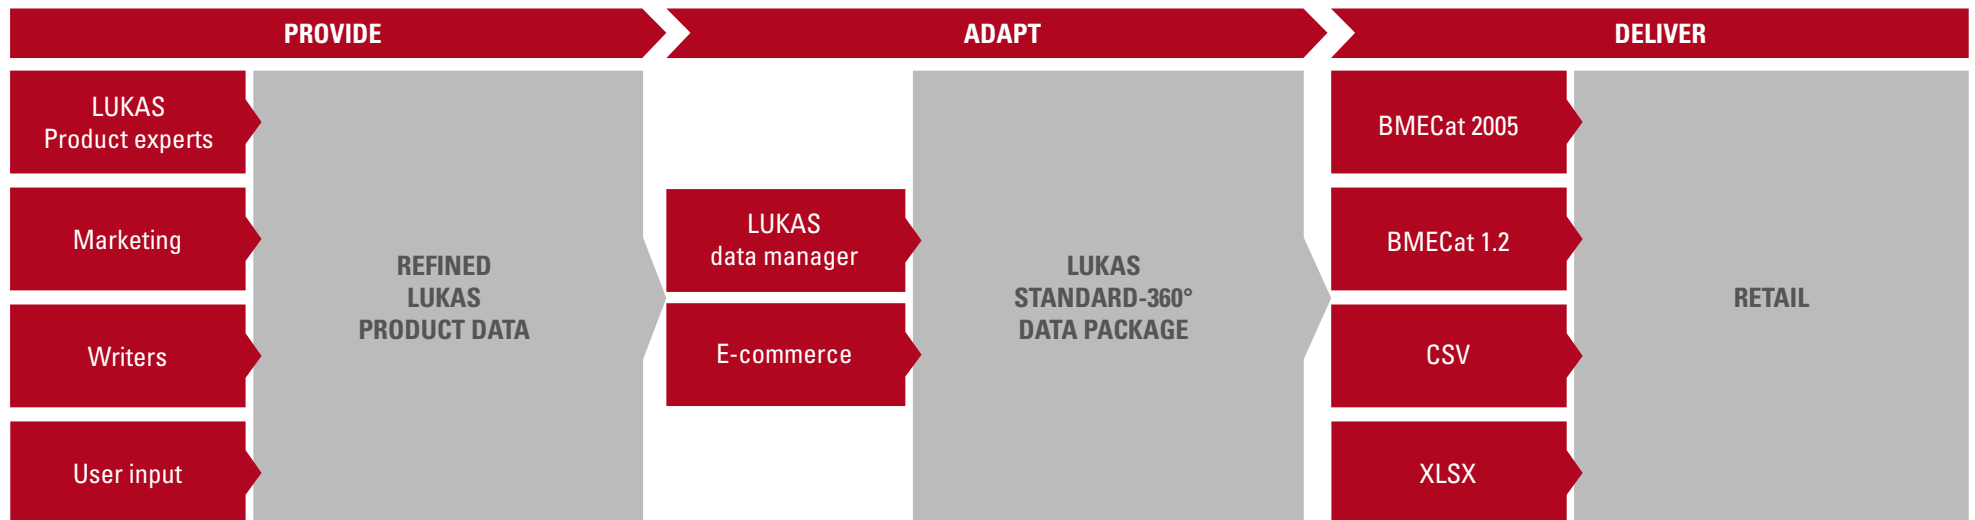 PROVIDE
ADAPT
DELIVER
LUKAS
Product experts
Marketing
Writers
User input
REFINED
LUKAS
PRODUCT DATA
LUKAS
data manager
E-commerce
LUKAS
STANDARD-360°
DATA PACKAGE
BMECat 2005
BMECat 1.2
CSV
XLSX
RETAIL